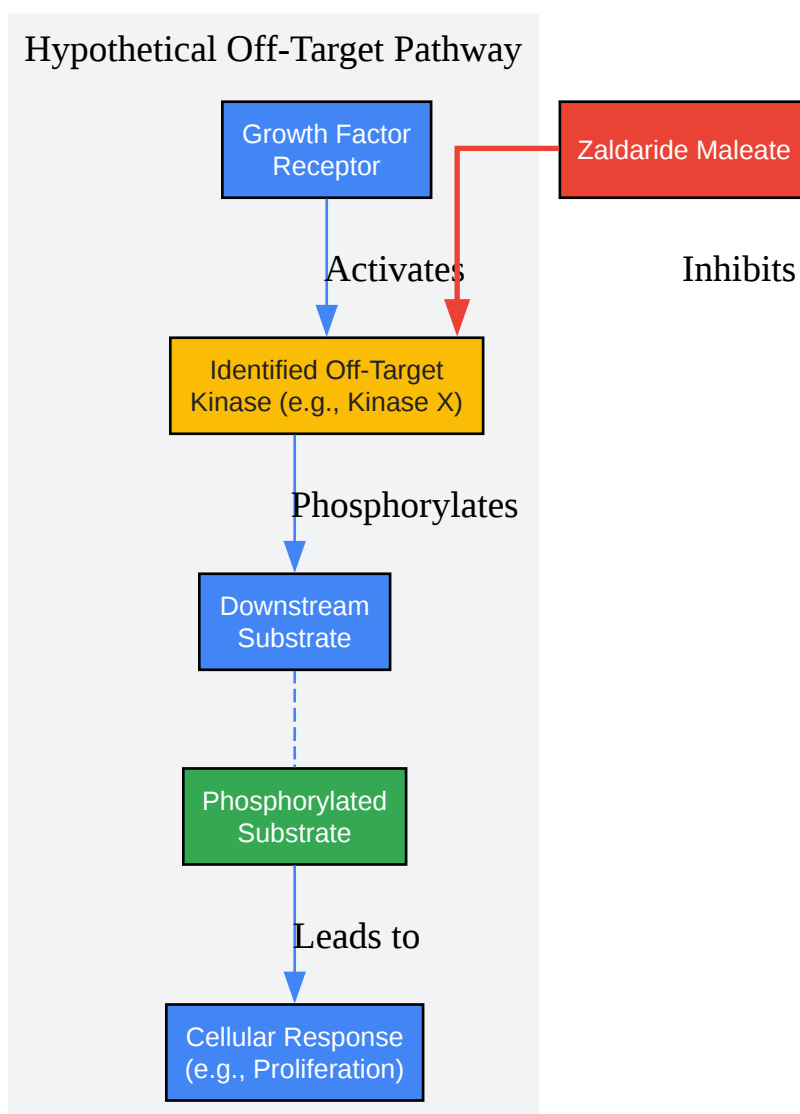 Hypothetical Off-Target Pathway
Growth Factor
Receptor
Zaldaride Maleate
Activates
Inhibits
Identified Off-Target
Kinase (e.g., Kinase X)
Phosphorylates
Downstream
Substrate
Phosphorylated
Substrate
Leads to
Cellular Response
(e.g., Proliferation)